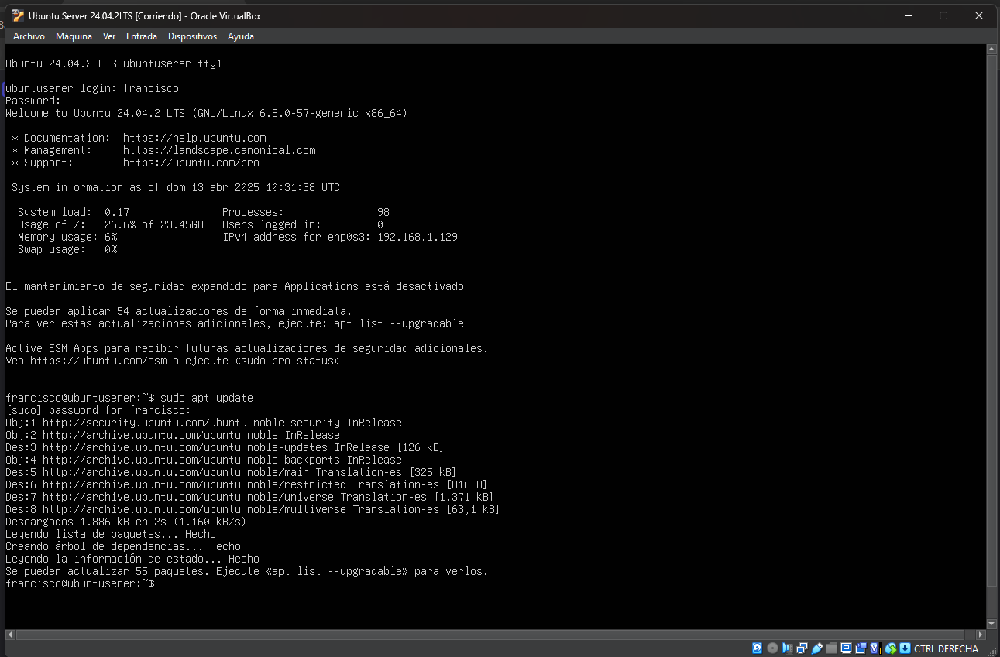 Ubuntu Server 24.04.2LTS [Corriendo] - Oracle VirtualBox
Archivo Máquina Ver Entrada Dispositivos Ayuda
Ubuntu 24.04.2 LTS ubuntuserer tty1
ubuntuserer login: francisco
Password:
Welcome to Ubuntu 24.04.2 LTS (GNU/Linux 6.8.0-57-generic x86_64)
* Documentation: https://help.ubuntu.com
* Management: https://landscape.canonical.com
* Support: https://ubuntu.com/pro
System information as of dom 13 abr 2025 10:31:38 UTC
System load: 0.17 Processes: 98
Usage of /: 26.6% of 23.45GB Users logged in: 0
Memory usage: 6% IPv4 address for enp0s3: 192.168.1.129
Swap usage: 0%
El mantenimiento de seguridad expandido para Applications está desactivado
Se pueden aplicar 54 actualizaciones de forma inmediata.
Para ver estas actualizaciones adicionales, ejecute: apt list --upgradable
Active ESM Apps para recibir futuras actualizaciones de seguridad adicionales.
Vea https://ubuntu.com/esm o ejecute «sudo pro status»
francisco@ubuntuserer:~$ sudo apt update
[sudo] password for francisco:
Obj:1 http://security.ubuntu.com/ubuntu noble-security InRelease
Obj:2 http://archive.ubuntu.com/ubuntu noble InRelease
Des:3 http://archive.ubuntu.com/ubuntu noble-updates InRelease [126 kB]
Obj:4 http://archive.ubuntu.com/ubuntu noble-backports InRelease
Des:5 http://archive.ubuntu.com/ubuntu noble/main Translation-es [325 kB]
Des:6 http://archive.ubuntu.com/ubuntu noble/restricted Translation-es [816 B]
Des:7 http://archive.ubuntu.com/ubuntu noble/universe Translation-es [1.371 kB]
Des:8 http://archive.ubuntu.com/ubuntu noble/multiverse Translation-es [63,1 kB]
Descargados 1.886 kB en 2s (1.160 kB/s)
Leyendo lista de paquetes... Hecho
Creando árbol de dependencias... Hecho
Leyendo la información de estado... Hecho
Se pueden actualizar 55 paquetes. Ejecute «apt list --upgradable» para verlos.
francisco@ubuntuserer:~$
CTRL DERECHA